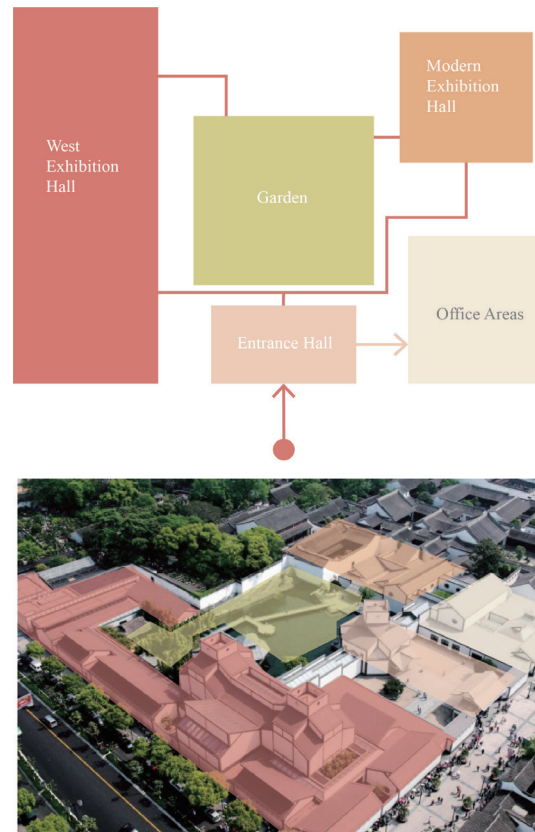 Modern
Exhibition
Hall
West
Exhibition
Hall
Garden
Office Areas
Entrance Hall